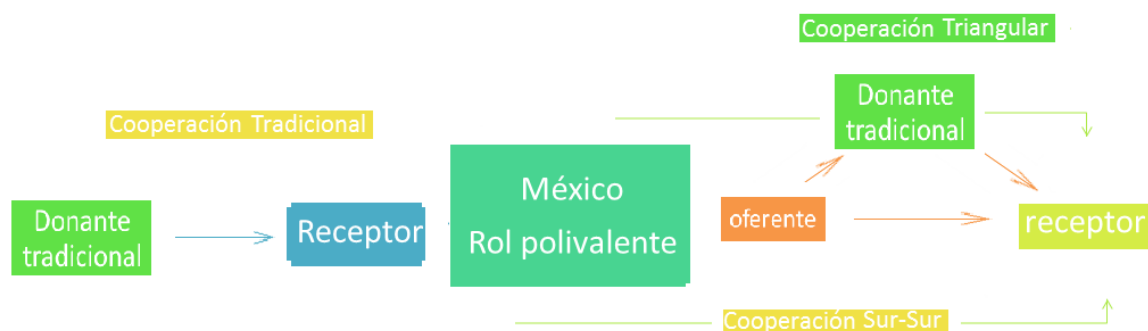 Cooperación Triangular
Donante
tradicional
Cooperación Tradicional
México
Rol polivalente
Donante
tradicional
Receptor
oferente
receptor
Cooperación Sur-Sur